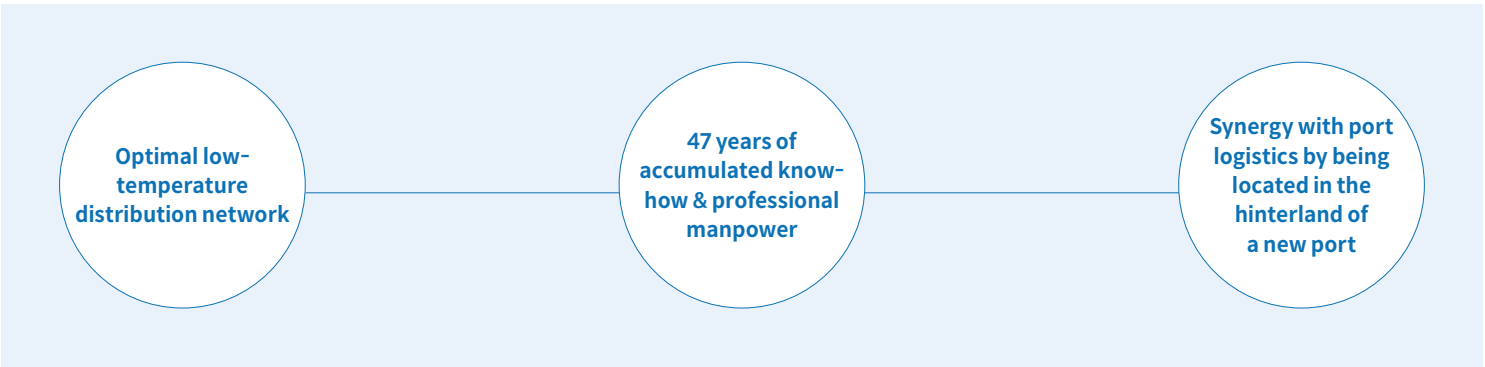 Optimal low-
temperature
distribution network
47 years of
accumulated know-
how & professional
manpower
Synergy with port
logistics by being
located in the
hinterland of
a new port